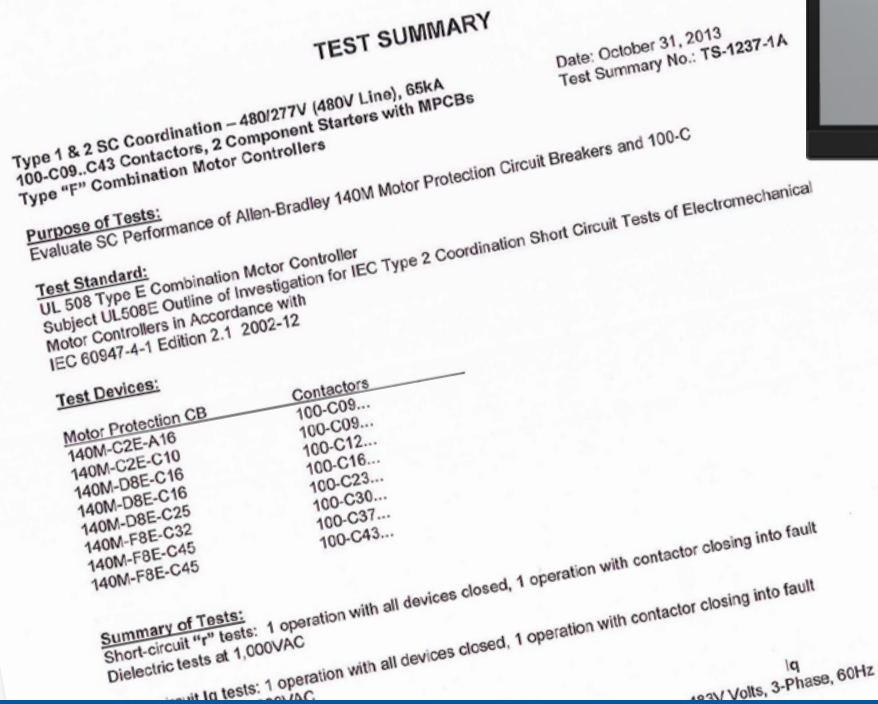 TEST SUMMARY
Date: October 31, 2013
Test Summary No.: TS-1237-1A
Type 1 & 2 SC Coordination – 480/277V (480V Line), 65kA
100-C09..C43 Contactors, 2 Component Starters with MPCBs
Type "F" Combination Motor Controllers
Purpose of Tests:
Evaluate SC Performance of Allen-Bradley 140M Motor Protection Circuit Breakers and 100-C
Test Standard:
UL 508 Type E Combination Motor Controller
Subject UL508E Outline of Investigation for IEC Type 2 Coordination Short Circuit Tests of Electromechanical
Motor Controllers in Accordance with
IEC 60947-4-1 Edition 2.1 2002-12
Test Devices:
Motor Protection CB Contactors
140M-C2E-A16 100-C09...
140M-C2E-C10 100-C09...
140M-D8E-C16 100-C12...
140M-D8E-C16 100-C16...
140M-D8E-C25 100-C23...
140M-F8E-C32 100-C30...
140M-F8E-C45 100-C37...
140M-F8E-C45 100-C43...
Summary of Tests:
Short-circuit "r" tests: 1 operation with all devices closed, 1 operation with contactor closing into fault
Dielectric tests at 1,000VAC
Iq tests: 1 operation with all devices closed, 1 operation with contactor closing into fault
Iq
Volts, 3-Phase, 60Hz